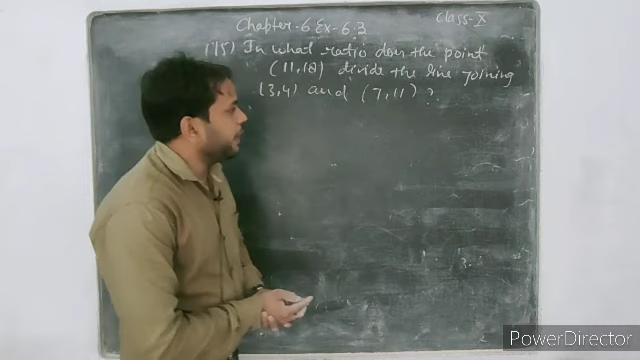 Chapter-6 Ex-6.3
Class-X
(15) In what ratio does the point
(11,18) divide the line joining
(3,4) and (7,11) ?
PowerDirector